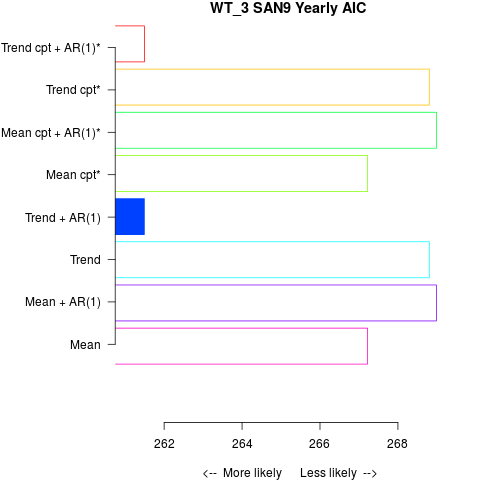 WT_3 SAN9 Yearly AIC
Trend cpt + AR(1)*
Trend cpt*
Mean cpt + AR(1)*
Mean cpt*
Trend + AR(1)
Trend
Mean + AR(1)
Mean
262 264 266 268
<-- More likely Less likely -->